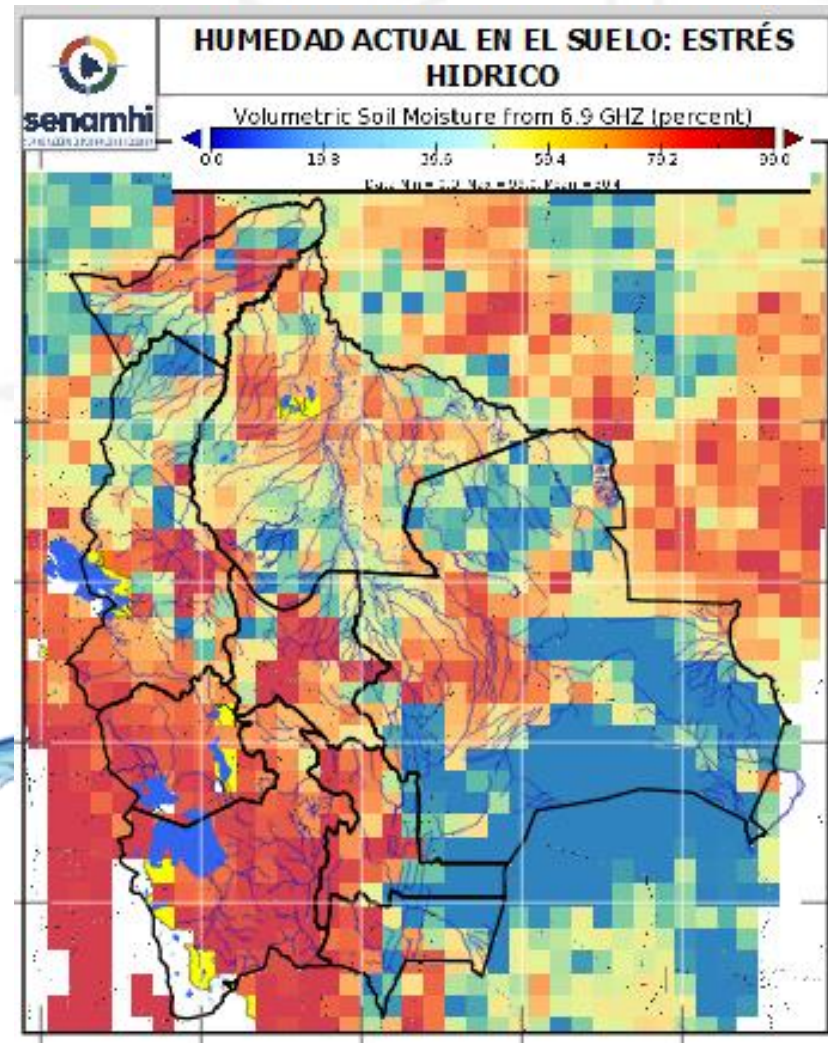 HUMEDAD ACTUAL EN EL SUELO: ESTRÉS
HIDRICO
senamhi
Volumetric Soil Moisture from 6.9 GHZ (percent)
0.0 19.8 39.6 59.4 79.2 99.0